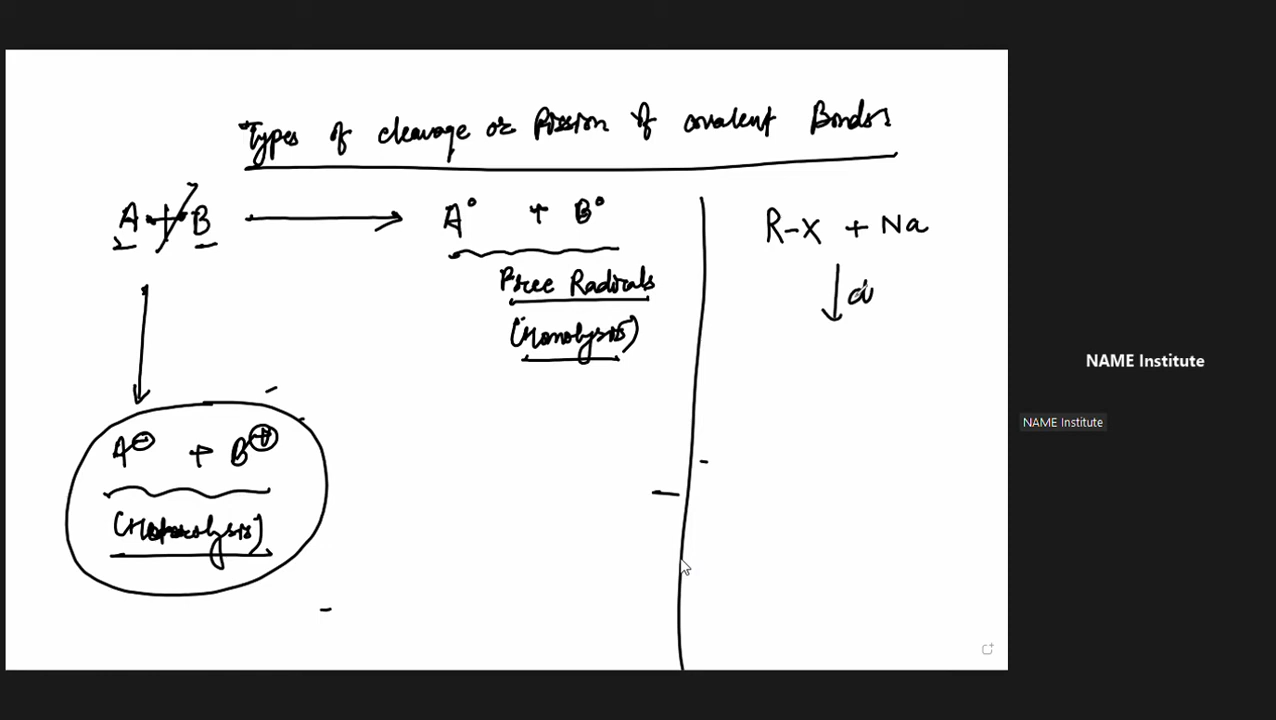 Types of cleavage or Fission of covalent Bonds
A + B ⟶ A° + B°
Free Radicals
(Homolysis)
A⊖ + B⊕
(Heterolysis)
R-X + Na
↓
NAME Institute
NAME Institute